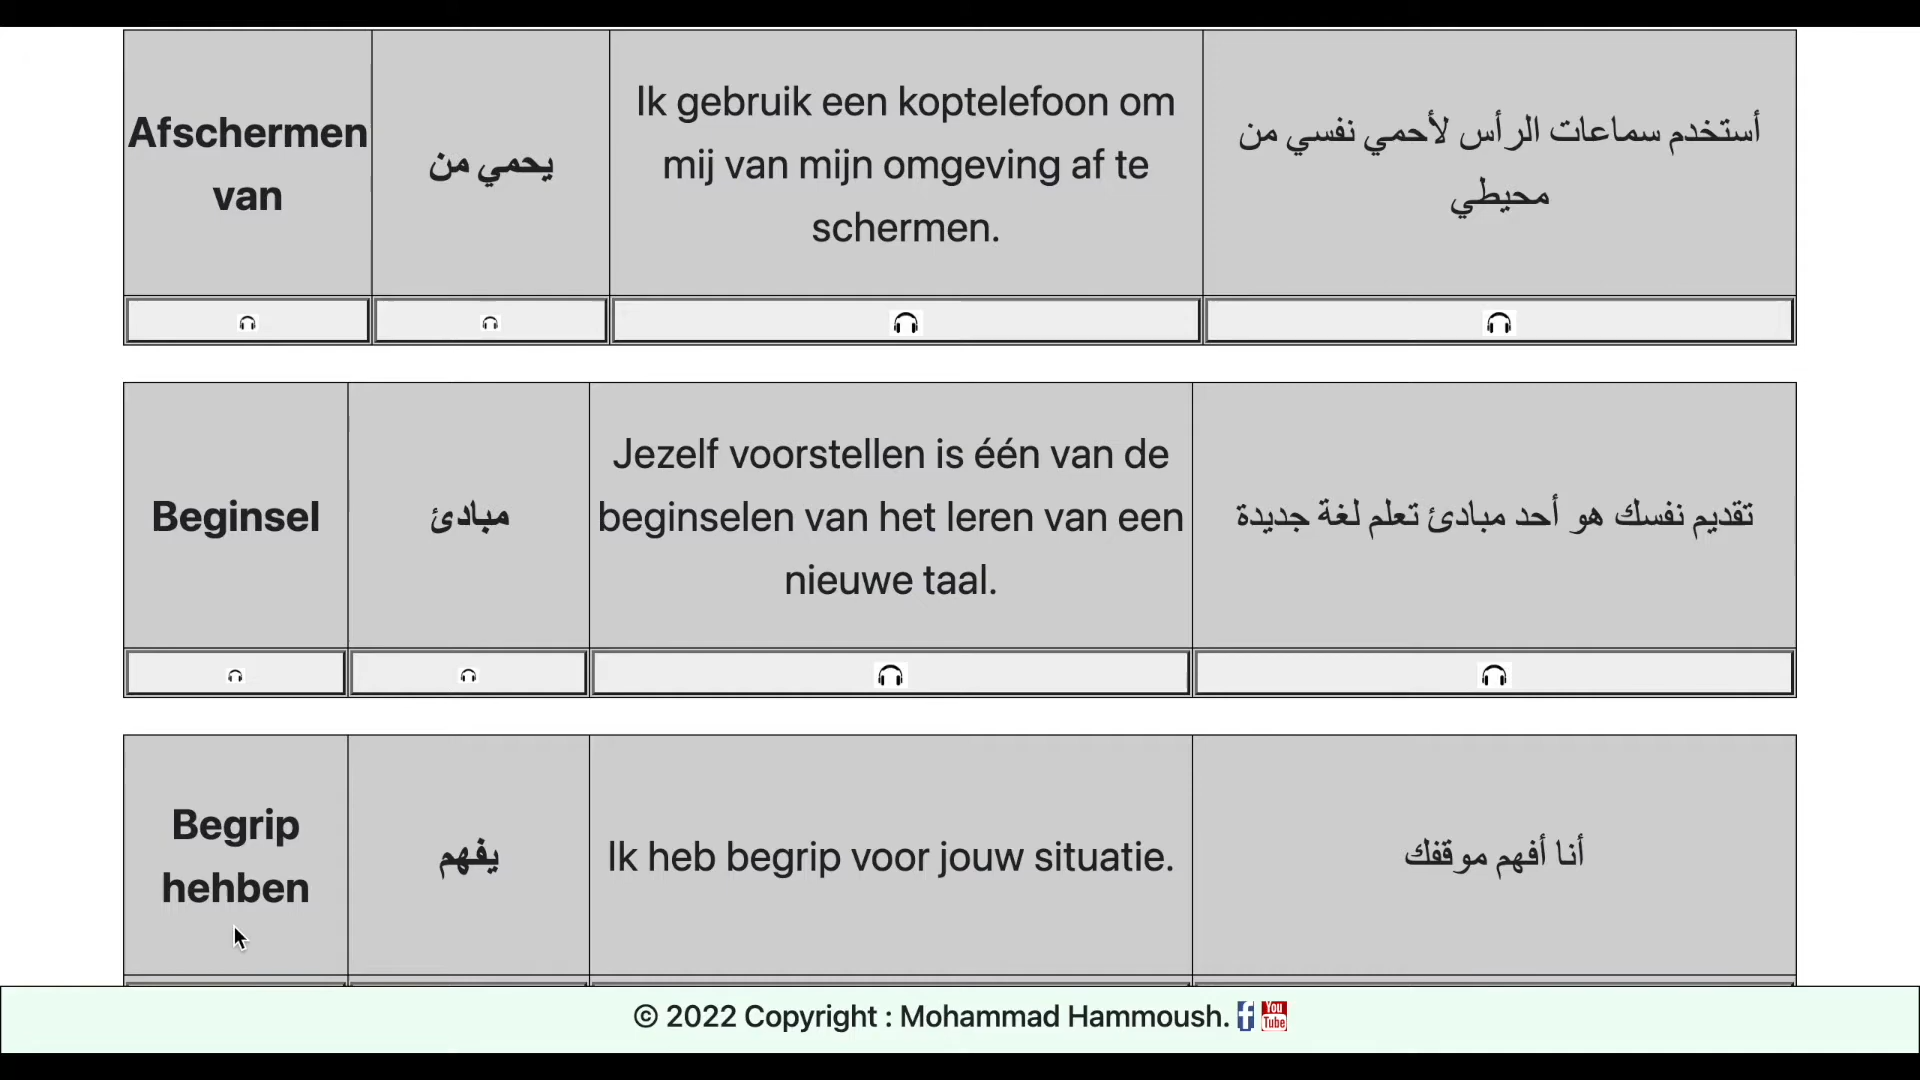 Afschermen
van
يحمي من
Ik gebruik een koptelefoon om
mij van mijn omgeving af te
schermen.
أستخدم سماعات الرأس لأحمي نفسي من
محيطي
Beginsel
مبادئ
Jezelf voorstellen is één van de
beginselen van het leren van een
nieuwe taal.
تقديم نفسك هو أحد مبادئ تعلم لغة جديدة
Begrip
hehben
يفهم
Ik heb begrip voor jouw situatie.
أنا أفهم موقفك
© 2022 Copyright : Mohammad Hammoush.
f
You
Tube